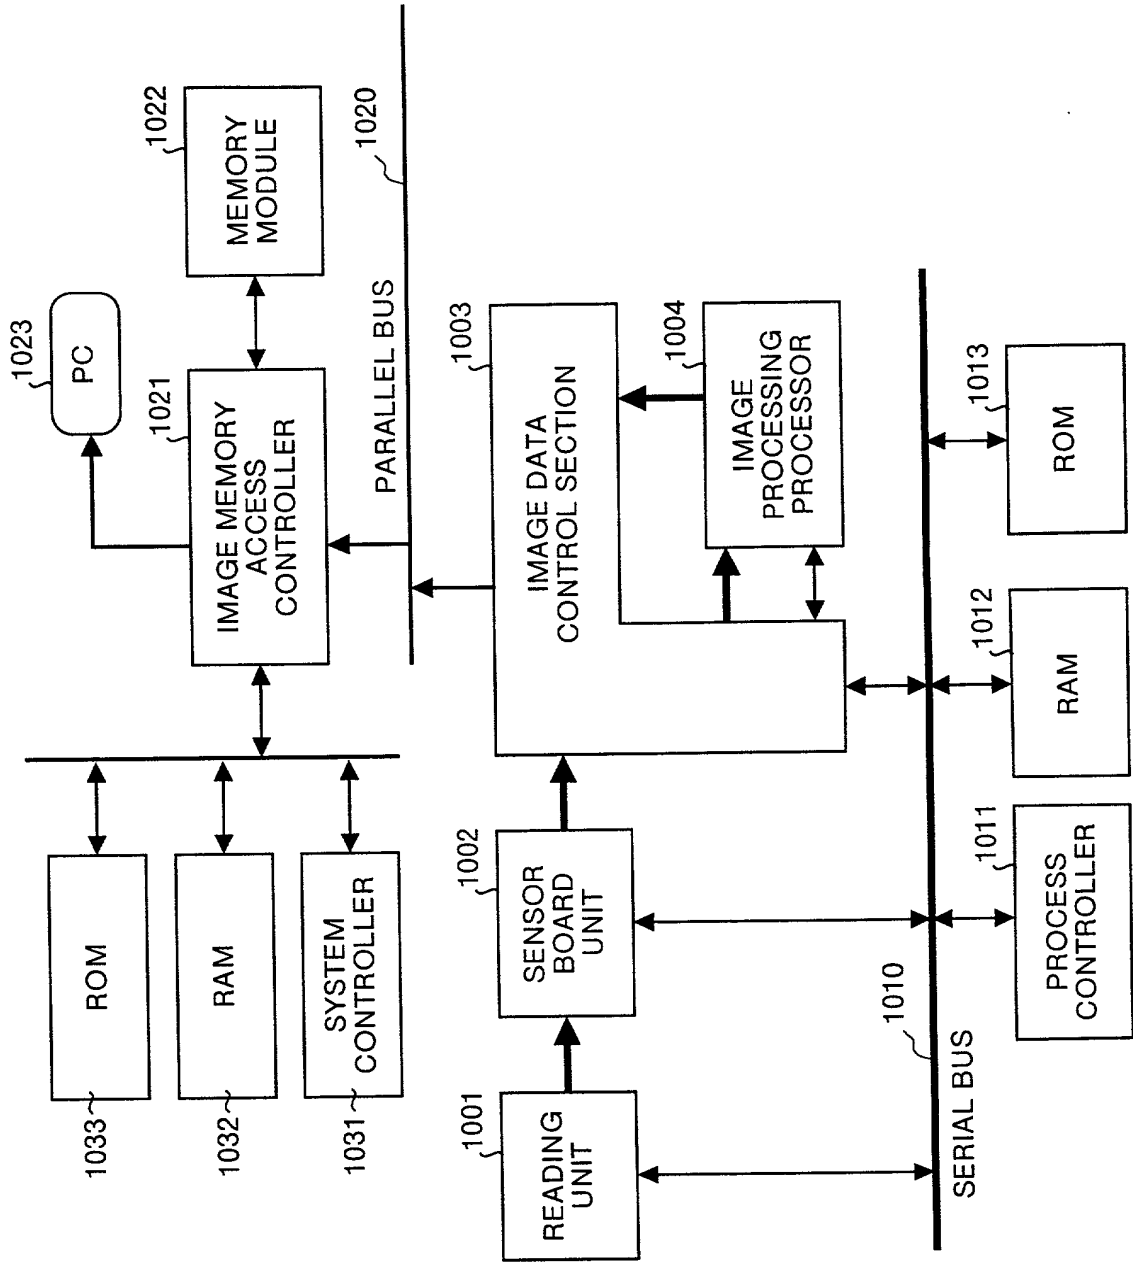 1033
ROM
1032
RAM
1031
SYSTEM
CONTROLLER
1023
PC
1021
IMAGE MEMORY
ACCESS
CONTROLLER
1022
MEMORY
MODULE
PARALLEL BUS
1020
1001
READING
UNIT
1002
SENSOR
BOARD
UNIT
1003
IMAGE DATA
CONTROL SECTION
1004
IMAGE
PROCESSING
PROCESSOR
SERIAL BUS
1010
1011
PROCESS
CONTROLLLER
1012
RAM
1013
ROM